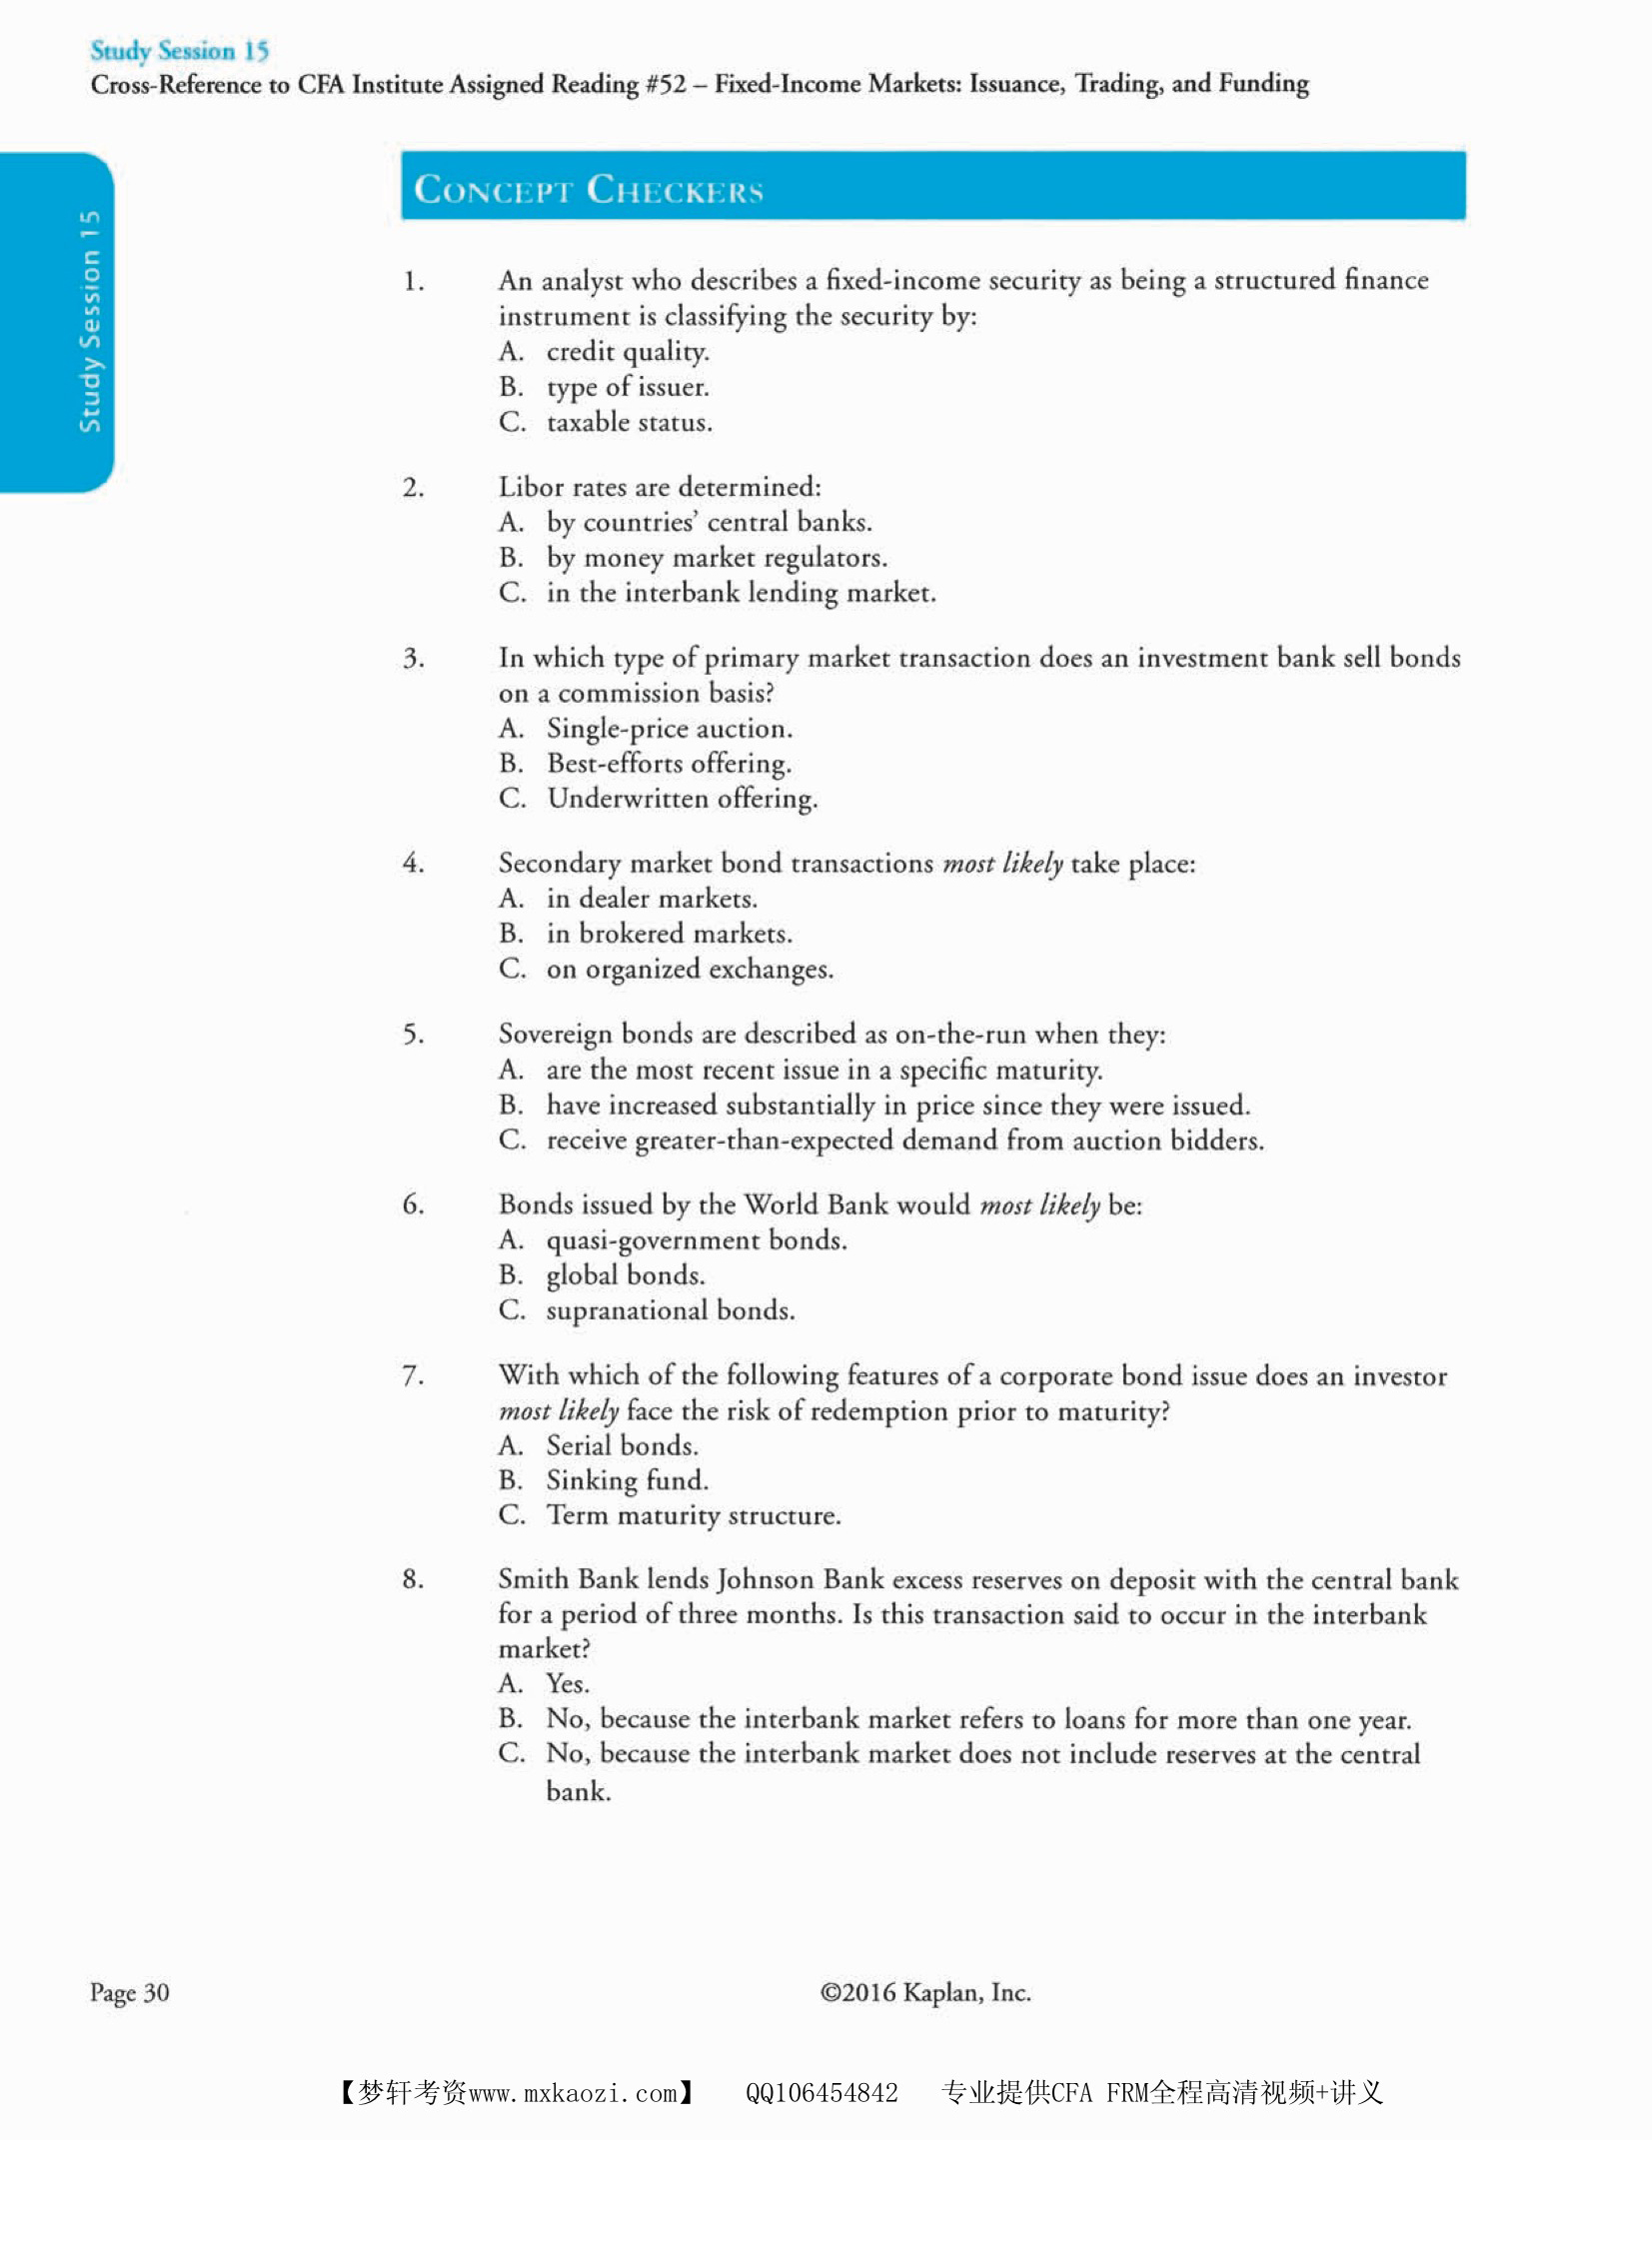 Study Session 15
Cross-Reference to CFA Institute Assigned Reading #52 – Fixed-Income Markets: Issuance, Trading, and Funding
Study Session 15
CONCEPT CHECKERS
1. An analyst who describes a fixed-income security as being a structured finance
instrument is classifying the security by:
A. credit quality.
B. type of issuer.
C. taxable status.
2. Libor rates are determined:
A. by countries’ central banks.
B. by money market regulators.
C. in the interbank lending market.
3. In which type of primary market transaction does an investment bank sell bonds
on a commission basis?
A. Single-price auction.
B. Best-efforts offering.
C. Underwritten offering.
4. Secondary market bond transactions most likely take place:
A. in dealer markets.
B. in brokered markets.
C. on organized exchanges.
5. Sovereign bonds are described as on-the-run when they:
A. are the most recent issue in a specific maturity.
B. have increased substantially in price since they were issued.
C. receive greater-than-expected demand from auction bidders.
6. Bonds issued by the World Bank would most likely be:
A. quasi-government bonds.
B. global bonds.
C. supranational bonds.
7. With which of the following features of a corporate bond issue does an investor
most likely face the risk of redemption prior to maturity?
A. Serial bonds.
B. Sinking fund.
C. Term maturity structure.
8. Smith Bank lends Johnson Bank excess reserves on deposit with the central bank
for a period of three months. Is this transaction said to occur in the interbank
market?
A. Yes.
B. No, because the interbank market refers to loans for more than one year.
C. No, because the interbank market does not include reserves at the central
bank.
Page 30 ©2016 Kaplan, Inc.
【梦轩考资www.mxkaozi.com】 QQ106454842 专业提供CFA FRM全程高清视频+讲义